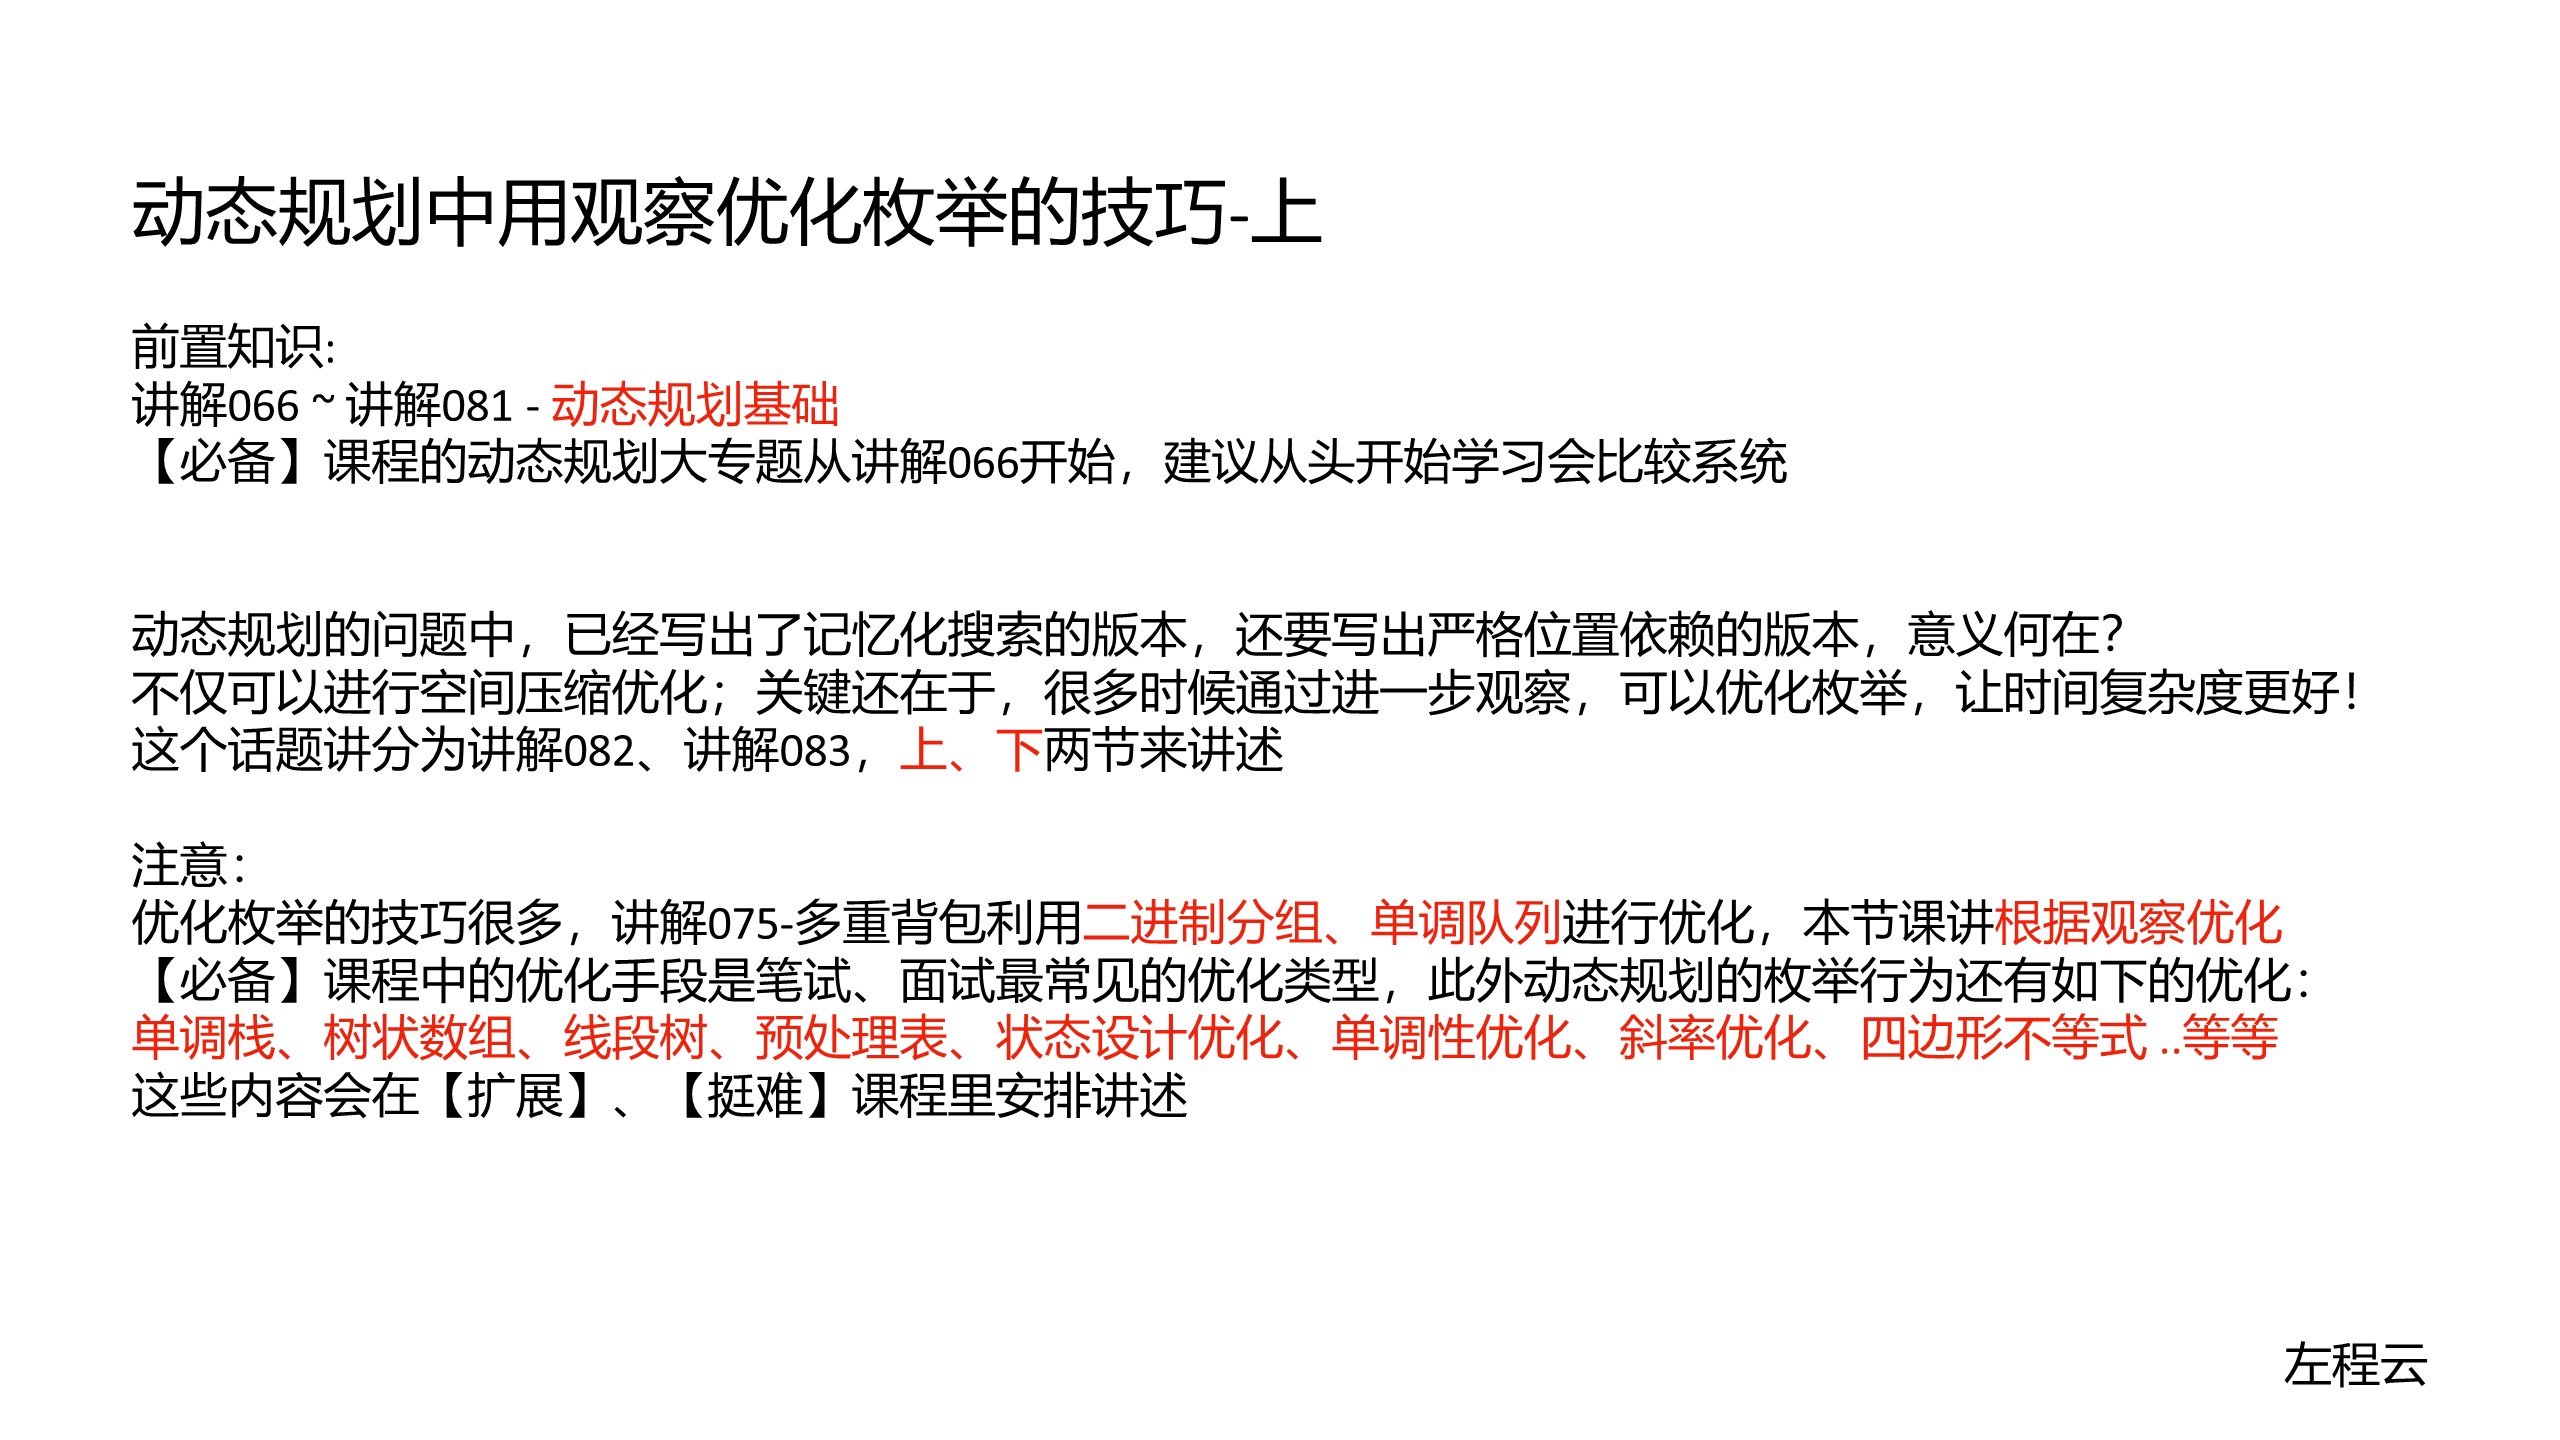 动态规划中用观察优化枚举的技巧-上
前置知识:
讲解066 ~ 讲解081 - 动态规划基础
【必备】课程的动态规划大专题从讲解066开始，建议从头开始学习会比较系统
动态规划的问题中，已经写出了记忆化搜索的版本，还要写出严格位置依赖的版本，意义何在？
不仅可以进行空间压缩优化；关键还在于，很多时候通过进一步观察，可以优化枚举，让时间复杂度更好！
这个话题讲分为讲解082、讲解083，上、下两节来讲述
注意：
优化枚举的技巧很多，讲解075-多重背包利用二进制分组、单调队列进行优化，本节课讲根据观察优化
【必备】课程中的优化手段是笔试、面试最常见的优化类型，此外动态规划的枚举行为还有如下的优化：
单调栈、树状数组、线段树、预处理表、状态设计优化、单调性优化、斜率优化、四边形不等式 ..等等
这些内容会在【扩展】、【挺难】课程里安排讲述
左程云